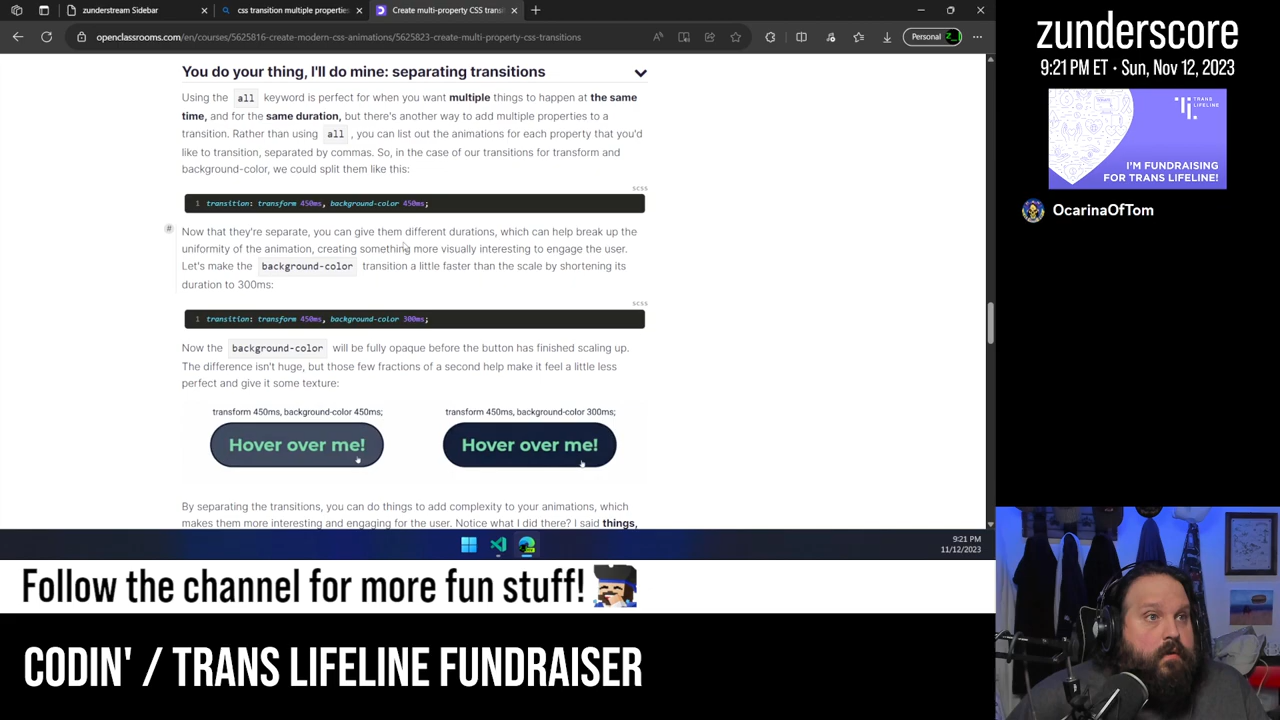 zunderstream Sidebar
css transition multiple properties
Create multi-property CSS transi
openclassrooms.com/en/courses/5625816-create-modern-css-animations/5625823-create-multi-property-css-transitions
Personal
You do your thing, I'll do mine: separating transitions
Using the all keyword is perfect for when you want multiple things to happen at the same
time, and for the same duration, but there's another way to add multiple properties to a
transition. Rather than using all , you can list out the animations for each property that you'd
like to transition, separated by commas. So, in the case of our transitions for transform and
background-color, we could split them like this:
scss
1 transition: transform 450ms, background-color 450ms;
# Now that they're separate, you can give them different durations, which can help break up the
uniformity of the animation, creating something more visually interesting to engage the user.
Let's make the background-color transition a little faster than the scale by shortening its
duration to 300ms:
scss
1 transition: transform 450ms, background-color 300ms;
Now the background-color will be fully opaque before the button has finished scaling up.
The difference isn't huge, but those few fractions of a second help make it feel a little less
perfect and give it some texture:
transform 450ms, background-color 450ms;
Hover over me!
transform 450ms, background-color 300ms;
Hover over me!
By separating the transitions, you can do things to add complexity to your animations, which
makes them more interesting and engaging for the user. Notice what I did there? I said things,
9:21 PM
11/12/2023
Follow the channel for more fun stuff!
CODIN' / TRANS LIFELINE FUNDRAISER
zunderscore
9:21 PM ET • Sun, Nov 12, 2023
TRANS
LIFELINE
I'M FUNDRAISING
FOR TRANS LIFELINE!
OcarinaOfTom